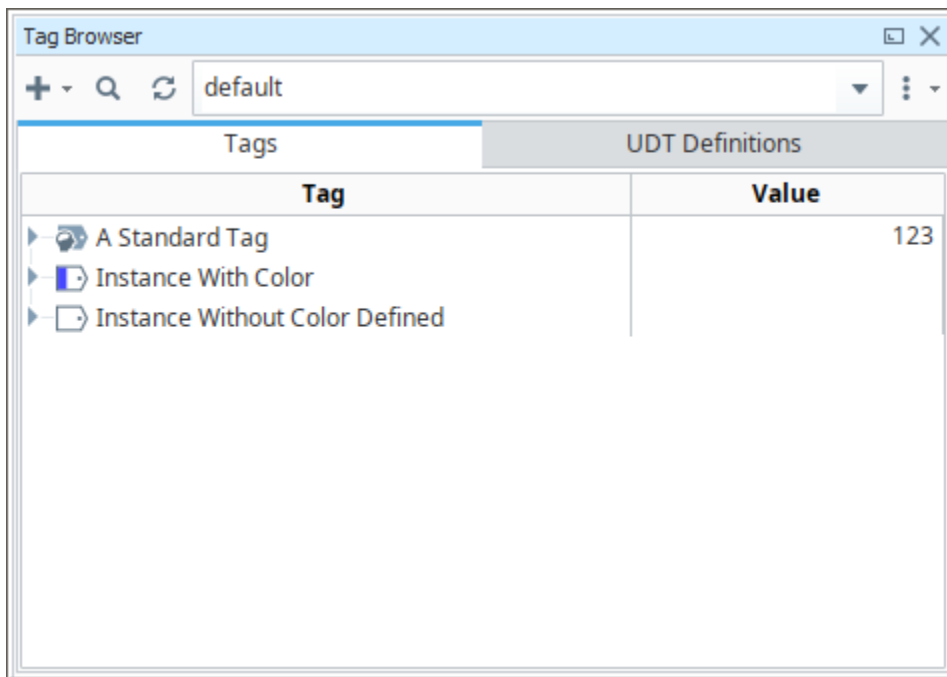 Tag Browser
default
Tags UDT Definitions
Tag Value
A Standard Tag 123
Instance With Color
Instance Without Color Defined